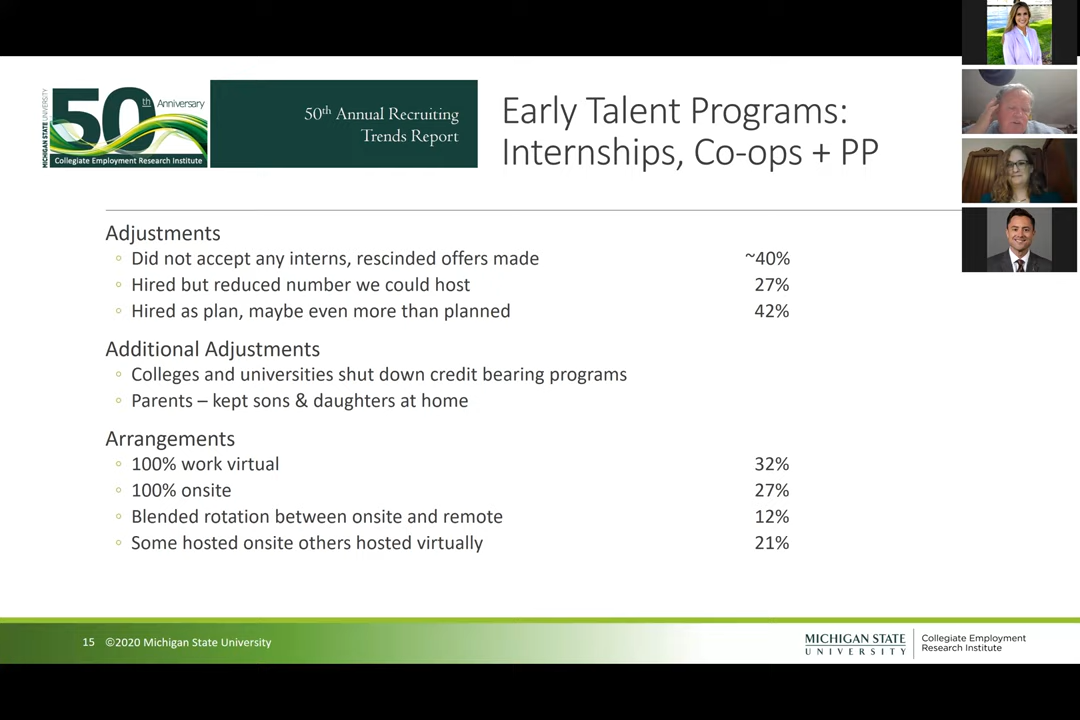 MICHIGAN STATE UNIVERSITY
50th Anniversary
Collegiate Employment Research Institute
50th Annual Recruiting
Trends Report
Early Talent Programs:
Internships, Co-ops + PP
Adjustments
◦ Did not accept any interns, rescinded offers made ~40%
◦ Hired but reduced number we could host 27%
◦ Hired as plan, maybe even more than planned 42%
Additional Adjustments
◦ Colleges and universities shut down credit bearing programs
◦ Parents – kept sons & daughters at home
Arrangements
◦ 100% work virtual 32%
◦ 100% onsite 27%
◦ Blended rotation between onsite and remote 12%
◦ Some hosted onsite others hosted virtually 21%
15 ©2020 Michigan State University
MICHIGAN STATE
UNIVERSITY
Collegiate Employment
Research Institute